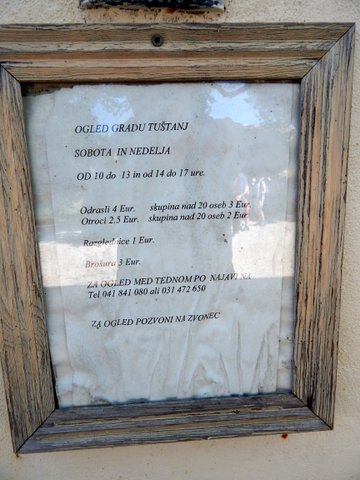 OGLED GRADU TUŠTANJ
SOBOTA IN NEDELJA
OD 10 do 13 in od 14 do 17 ure.
Odrasli 4 Eur. skupina nad 20 oseb 3 Eur.
Otroci 2.5 Eur. skupina nad 20 oseb 2 Eur.
Razglednice 1 Eur.
Brošura 3 Eur.
ZA OGLED MED TEDNOM PO NAJAVI NA
Tel 041 841 080 ali 031 472 650
ZA OGLED POZVONI NA ZVONEC